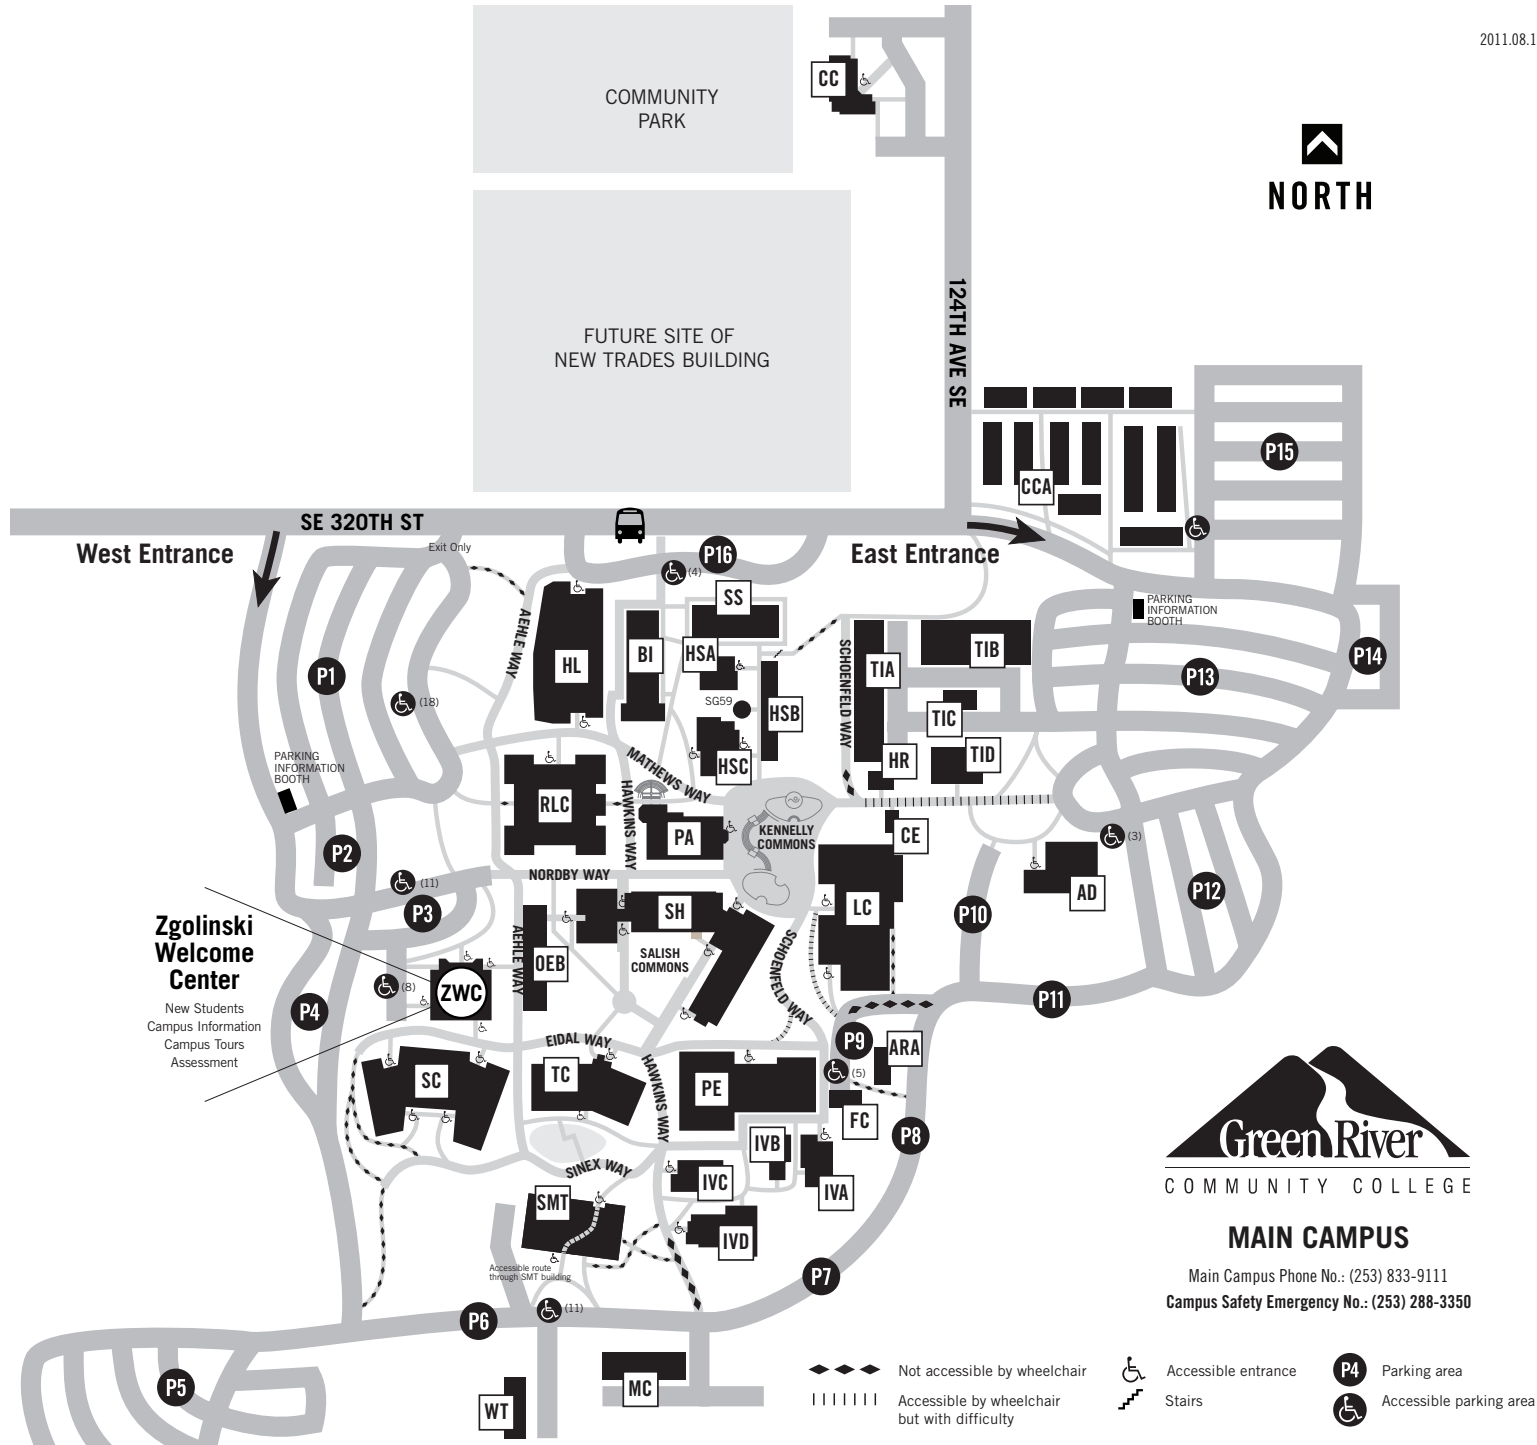 2011.08.1
CC
COMMUNITY
PARK
NORTH
124TH AVE SE
FUTURE SITE OF
NEW TRADES BUILDING
P15
CCA
SE 320TH ST
West Entrance
Exit Only
P16
East Entrance
(4)
SS
PARKING
INFORMATION
BOOTH
AEHLE WAY
HL
BI
HSA
SCHOENFELD WAY
TIA
TIB
P14
P1
P13
(18)
SG59
HSB
TIC
HSC
HR
TID
PARKING
INFORMATION
BOOTH
MATHEWS WAY
HAWKINS WAY
RLC
PA
KENNELLY
COMMONS
CE
(3)
P2
NORDBY WAY
(11)
AD
P12
P3
SH
LC
P10
Zgolinski
Welcome
Center
AEHLE WAY
OEB
SALISH
COMMONS
SCHOENFELD WAY
ZWC
(8)
New Students
Campus Information
Campus Tours
Assessment
P4
P11
EIDAL WAY
P9
ARA
HAWKINS WAY
SC
TC
PE
(5)
FC
P8
IVB
SINEX WAY
IVC
IVA
SMT
IVD
Accessible route
through SMT building
P7
P6
(11)
P5
MC
WT
Green River
COMMUNITY COLLEGE
MAIN CAMPUS
Main Campus Phone No.: (253) 833-9111
Campus Safety Emergency No.: (253) 288-3350
Not accessible by wheelchair
Accessible entrance
P4
Parking area
Accessible by wheelchair
but with difficulty
Stairs
Accessible parking area